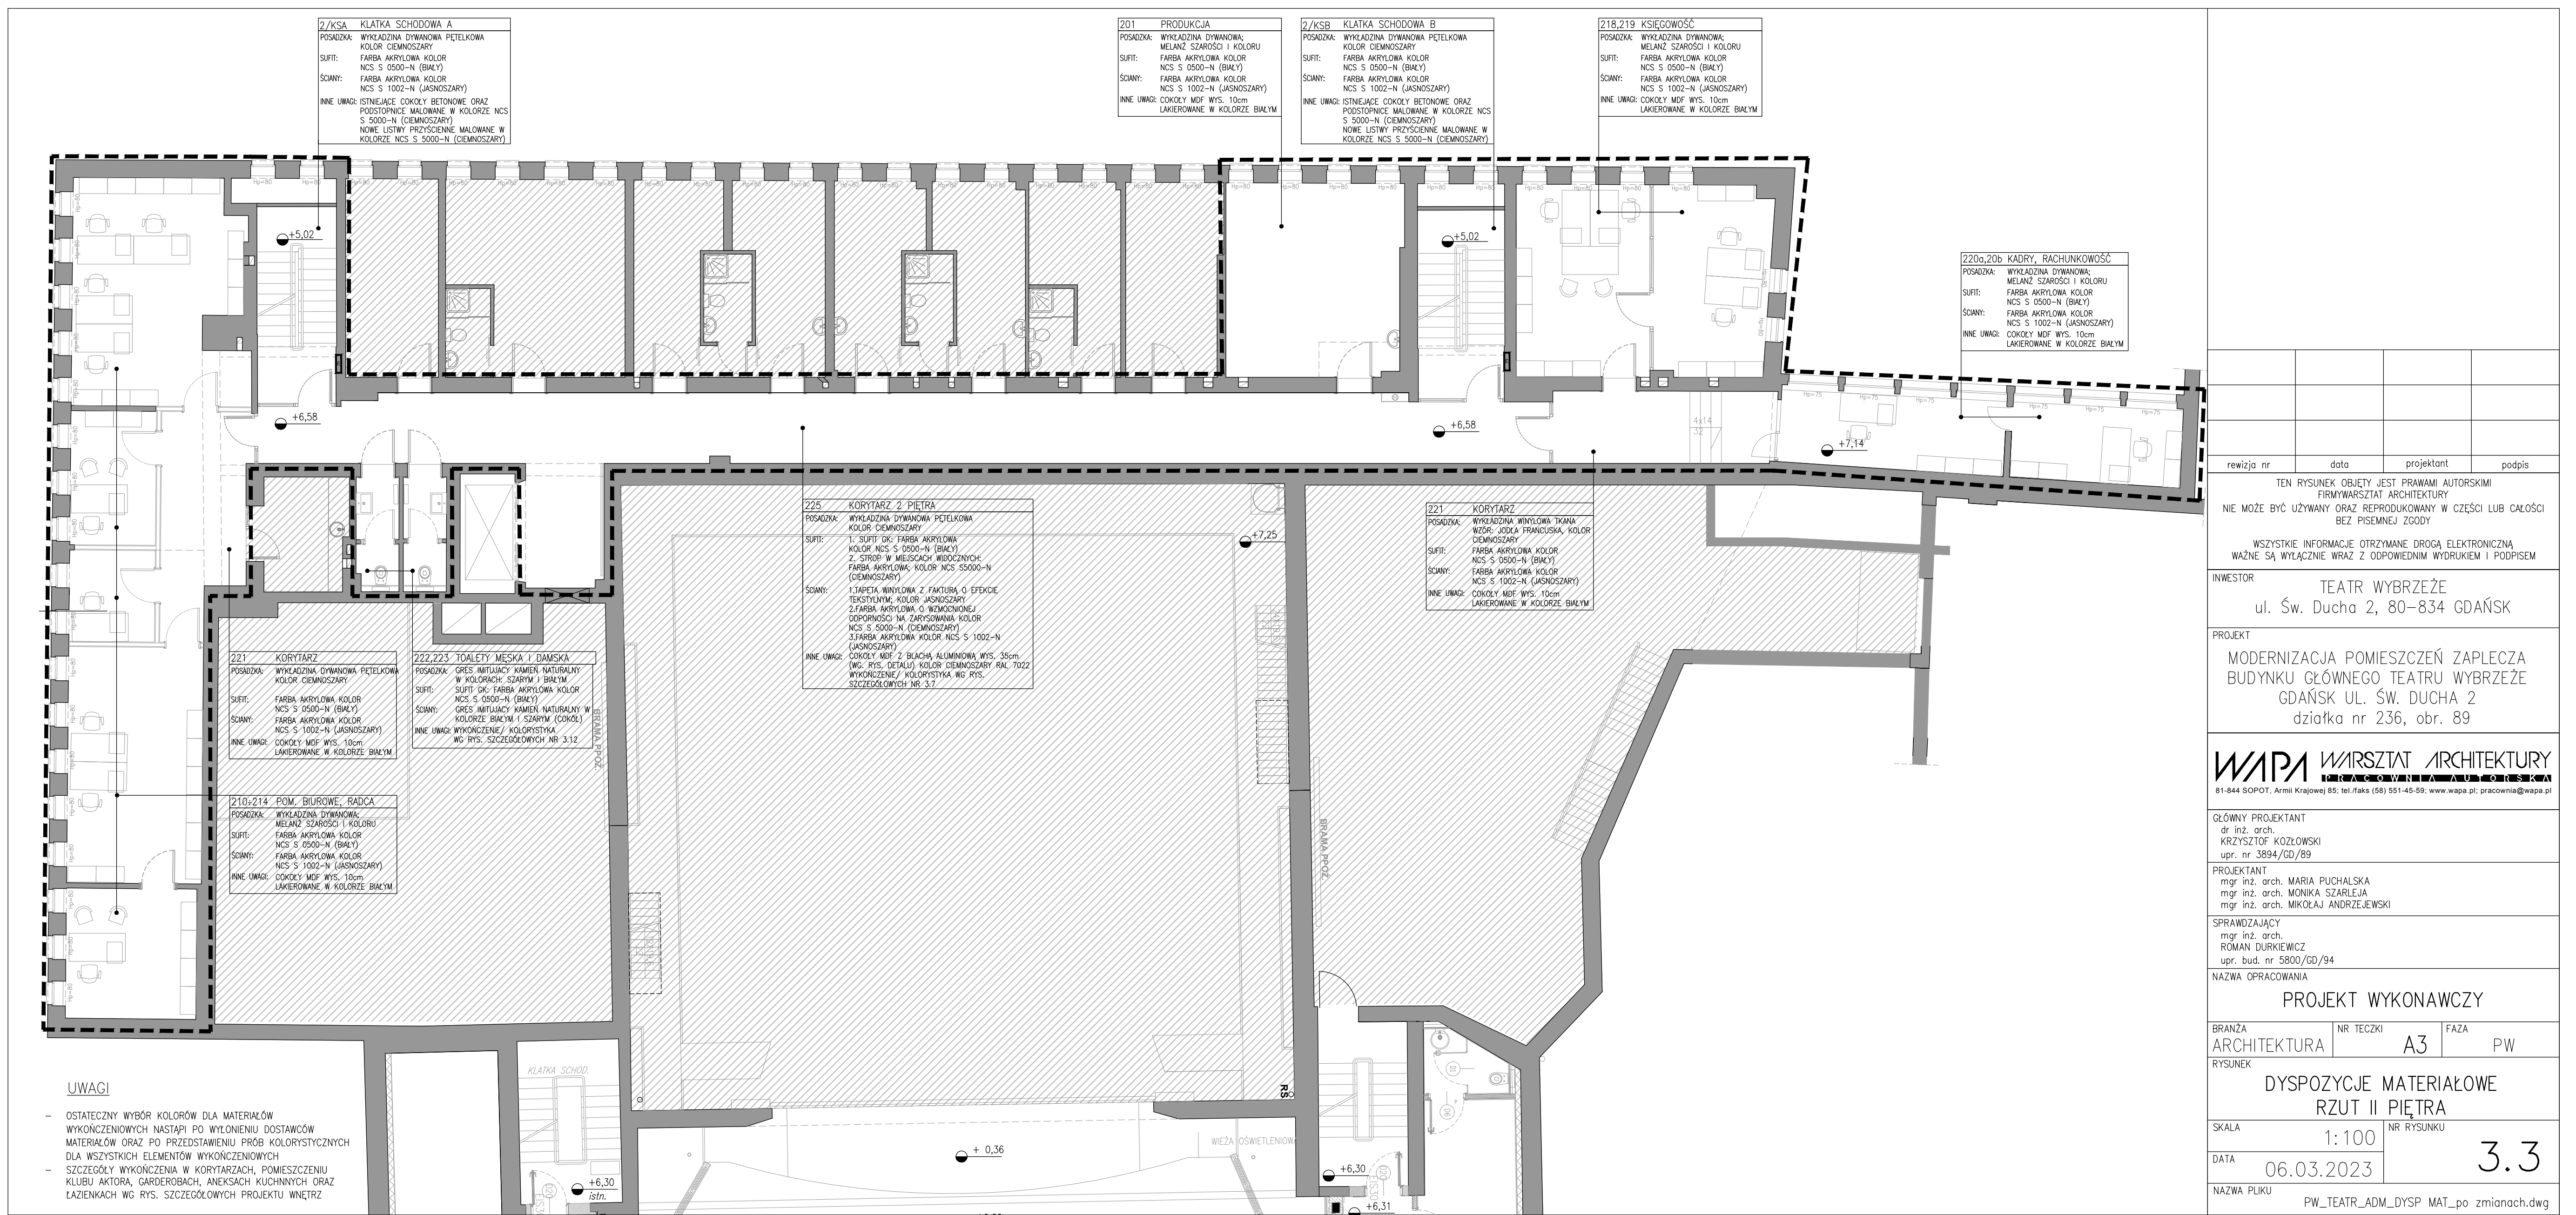 2/KSA KLATKA SCHODOWA A
POSADZKA: WYKŁADZINA DYWANOWA PĘTELKOWA
KOLOR CIEMNOSZARY
SUFIT: FARBA AKRYLOWA KOLOR
NCS S 0500-N (BIAŁY)
ŚCIANY: FARBA AKRYLOWA KOLOR
NCS S 1002-N (JASNOSZARY)
INNE UWAGI: ISTNIEJĄCE COKOŁY BETONOWE ORAZ
PODSTOPNICE MALOWANE W KOLORZE NCS
S 5000-N (CIEMNOSZARY)
NOWE LISTWY PRZYŚCIENNE MALOWANE W
KOLORZE NCS S 5000-N (CIEMNOSZARY)
201 PRODUKCJA
POSADZKA: WYKŁADZINA DYWANOWA;
MELANŻ SZAROŚCI I KOLORU
SUFIT: FARBA AKRYLOWA KOLOR
NCS S 0500-N (BIAŁY)
ŚCIANY: FARBA AKRYLOWA KOLOR
NCS S 1002-N (JASNOSZARY)
INNE UWAGI: COKOŁY MDF WYS. 10cm
LAKIEROWANE W KOLORZE BIAŁYM
2/KSB KLATKA SCHODOWA B
POSADZKA: WYKŁADZINA DYWANOWA PĘTELKOWA
KOLOR CIEMNOSZARY
SUFIT: FARBA AKRYLOWA KOLOR
NCS S 0500-N (BIAŁY)
ŚCIANY: FARBA AKRYLOWA KOLOR
NCS S 1002-N (JASNOSZARY)
INNE UWAGI: ISTNIEJĄCE COKOŁY BETONOWE ORAZ
PODSTOPNICE MALOWANE W KOLORZE NCS
S 5000-N (CIEMNOSZARY)
NOWE LISTWY PRZYŚCIENNE MALOWANE W
KOLORZE NCS S 5000-N (CIEMNOSZARY)
218,219 KSIĘGOWOŚĆ
POSADZKA: WYKŁADZINA DYWANOWA;
MELANŻ SZAROŚCI I KOLORU
SUFIT: FARBA AKRYLOWA KOLOR
NCS S 0500-N (BIAŁY)
ŚCIANY: FARBA AKRYLOWA KOLOR
NCS S 1002-N (JASNOSZARY)
INNE UWAGI: COKOŁY MDF WYS. 10cm
LAKIEROWANE W KOLORZE BIAŁYM
220a,20b KADRY, RACHUNKOWOŚĆ
POSADZKA: WYKŁADZINA DYWANOWA;
MELANŻ SZAROŚCI I KOLORU
SUFIT: FARBA AKRYLOWA KOLOR
NCS S 0500-N (BIAŁY)
ŚCIANY: FARBA AKRYLOWA KOLOR
NCS S 1002-N (JASNOSZARY)
INNE UWAGI: COKOŁY MDF WYS. 10cm
LAKIEROWANE W KOLORZE BIAŁYM
+5,02
+5,02
+6,58
+6,58
4x14
32
+7,14
Hp=75
Hp=75
Hp=75
+7,25
225 KORYTARZ 2 PIĘTRA
POSADZKA: WYKŁADZINA DYWANOWA PĘTELKOWA
KOLOR CIEMNOSZARY
SUFIT: 1. SUFIT GK: FARBA AKRYLOWA
KOLOR NCS S 0500-N (BIAŁY)
2. STROP W MIEJSCACH WIDOCZNYCH:
FARBA AKRYLOWA; KOLOR NCS S5000-N
(CIEMNOSZARY)
ŚCIANY: 1.TAPETA WINYLOWA Z FAKTURĄ O EFEKCIE
TEKSTYLNYM; KOLOR JASNOSZARY
2.FARBA AKRYLOWA O WZMOCNIONEJ
ODPORNOŚCI NA ZARYSOWANIA KOLOR
NCS S 5000-N (CIEMNOSZARY)
3.FARBA AKRYLOWA KOLOR NCS S 1002-N
(JASNOSZARY)
INNE UWAGI: COKOŁY MDF Z BLACHĄ ALUMINIOWĄ WYS. 35cm
(WG. RYS. DETALU) KOLOR CIEMNOSZARY RAL 7022
WYKOŃCZENIE/ KOLORYSTYKA WG RYS.
SZCZEGÓŁOWYCH NR 3.7
221 KORYTARZ
POSADZKA: WYKŁADZINA WINYLOWA TKANA
WZÓR: JODŁA FRANCUSKA, KOLOR
CIEMNOSZARY
SUFIT: FARBA AKRYLOWA KOLOR
NCS S 0500-N (BIAŁY)
ŚCIANY: FARBA AKRYLOWA KOLOR
NCS S 1002-N (JASNOSZARY)
INNE UWAGI: COKOŁY MDF WYS. 10cm
LAKIEROWANE W KOLORZE BIAŁYM
221 KORYTARZ
POSADZKA: WYKŁADZINA DYWANOWA PĘTELKOWA
KOLOR CIEMNOSZARY
SUFIT: FARBA AKRYLOWA KOLOR
NCS S 0500-N (BIAŁY)
ŚCIANY: FARBA AKRYLOWA KOLOR
NCS S 1002-N (JASNOSZARY)
INNE UWAGI: COKOŁY MDF WYS. 10cm
LAKIEROWANE W KOLORZE BIAŁYM
222,223 TOALETY MĘSKA I DAMSKA
POSADZKA: GRES IMITUJACY KAMIEŃ NATURALNY
W KOLORACH: SZARYM I BIAŁYM
SUFIT: SUFIT GK: FARBA AKRYLOWA KOLOR
NCS S 0500-N (BIAŁY)
ŚCIANY: GRES IMITUJACY KAMIEŃ NATURALNY W
KOLORZE BIAŁYM I SZARYM (COKÓŁ)
INNE UWAGI: WYKOŃCZENIE/ KOLORYSTYKA
WG RYS. SZCZEGÓŁOWYCH NR 3.12
210÷214 POM. BIUROWE, RADCA
POSADZKA: WYKŁADZINA DYWANOWA;
MELANŻ SZAROŚCI I KOLORU
SUFIT: FARBA AKRYLOWA KOLOR
NCS S 0500-N (BIAŁY)
ŚCIANY: FARBA AKRYLOWA KOLOR
NCS S 1002-N (JASNOSZARY)
INNE UWAGI: COKOŁY MDF WYS. 10cm
LAKIEROWANE W KOLORZE BIAŁYM
BRAMA PPOŻ.
BRAMA PPOŻ.
KLATKA SCHOD.
RS
WIEŻA OŚWIETLENIOW
+ 0,36
+6,30
istn.
+6,30
+6,31
UWAGI
- OSTATECZNY WYBÓR KOLORÓW DLA MATERIAŁÓW
WYKOŃCZENIOWYCH NASTĄPI PO WYŁONIENIU DOSTAWCÓW
MATERIAŁÓW ORAZ PO PRZEDSTAWIENIU PRÓB KOLORYSTYCZNYCH
DLA WSZYSTKICH ELEMENTÓW WYKOŃCZENIOWYCH
- SZCZEGÓŁY WYKOŃCZENIA W KORYTARZACH, POMIESZCZENIU
KLUBU AKTORA, GARDEROBACH, ANEKSACH KUCHNNYCH ORAZ
ŁAZIENKACH WG RYS. SZCZEGÓŁOWYCH PROJEKTU WNĘTRZ
rewizja nr data projektant podpis
TEN RYSUNEK OBJĘTY JEST PRAWAMI AUTORSKIMI
FIRMYWARSZTAT ARCHITEKTURY
NIE MOŻE BYĆ UŻYWANY ORAZ REPRODUKOWANY W CZĘŚCI LUB CAŁOŚCI
BEZ PISEMNEJ ZGODY
WSZYSTKIE INFORMACJE OTRZYMANE DROGĄ ELEKTRONICZNĄ
WAŻNE SĄ WYŁĄCZNIE WRAZ Z ODPOWIEDNIM WYDRUKIEM I PODPISEM
INWESTOR
TEATR WYBRZEŻE
ul. Św. Ducha 2, 80-834 GDAŃSK
PROJEKT
MODERNIZACJA POMIESZCZEŃ ZAPLECZA
BUDYNKU GŁÓWNEGO TEATRU WYBRZEŻE
GDAŃSK UL. ŚW. DUCHA 2
działka nr 236, obr. 89
WAPA WARSZTAT ARCHITEKTURY
PRACOWNIA AUTORSKA
81-844 SOPOT, Armii Krajowej 85; tel./faks (58) 551-45-59; www.wapa.pl; pracownia@wapa.pl
GŁÓWNY PROJEKTANT
dr inż. arch.
KRZYSZTOF KOZŁOWSKI
upr. nr 3894/GD/89
PROJEKTANT
mgr inż. arch. MARIA PUCHALSKA
mgr inż. arch. MONIKA SZARLEJA
mgr inż. arch. MIKOŁAJ ANDRZEJEWSKI
SPRAWDZAJĄCY
mgr inż. arch.
ROMAN DURKIEWICZ
upr. bud. nr 5800/GD/94
NAZWA OPRACOWANIA
PROJEKT WYKONAWCZY
BRANŻA NR TECZKI FAZA
ARCHITEKTURA A3 PW
RYSUNEK
DYSPOZYCJE MATERIAŁOWE
RZUT II PIĘTRA
SKALA
1:100
NR RYSUNKU
3.3
DATA
06.03.2023
NAZWA PLIKU
PW_TEATR_ADM_DYSP MAT_po zmianach.dwg